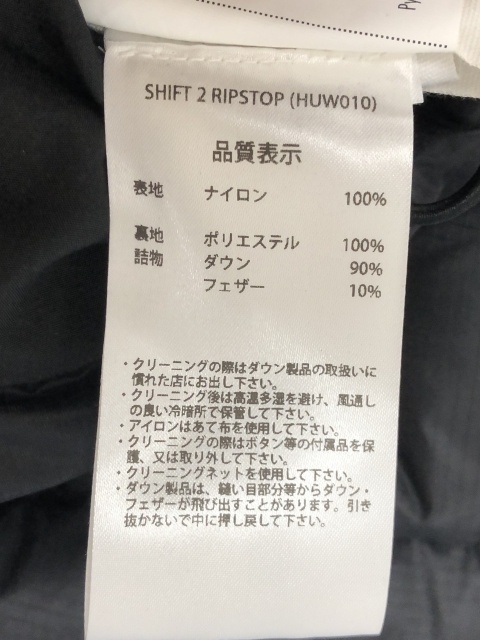 Py
SHIFT 2 RIPSTOP (HUW010)
品質表示
表地 ナイロン 100%
裏地 ポリエステル 100%
詰物 ダウン 90%
フェザー 10%
・クリーニングの際はダウン製品の取扱いに
慣れた店にお出し下さい。
・クリーニング後は高温多湿を避け、風通し
の良い冷暗所で保管して下さい。
・アイロンはあて布を使用して下さい。
・クリーニングの際はボタン等の付属品を保
護、又は取り外して下さい。
・クリーニングネットを使用して下さい。
・ダウン製品は、縫い目部分等からダウン・
フェザーが飛び出すことがあります。引き
抜かないで中に押し戻して下さい。